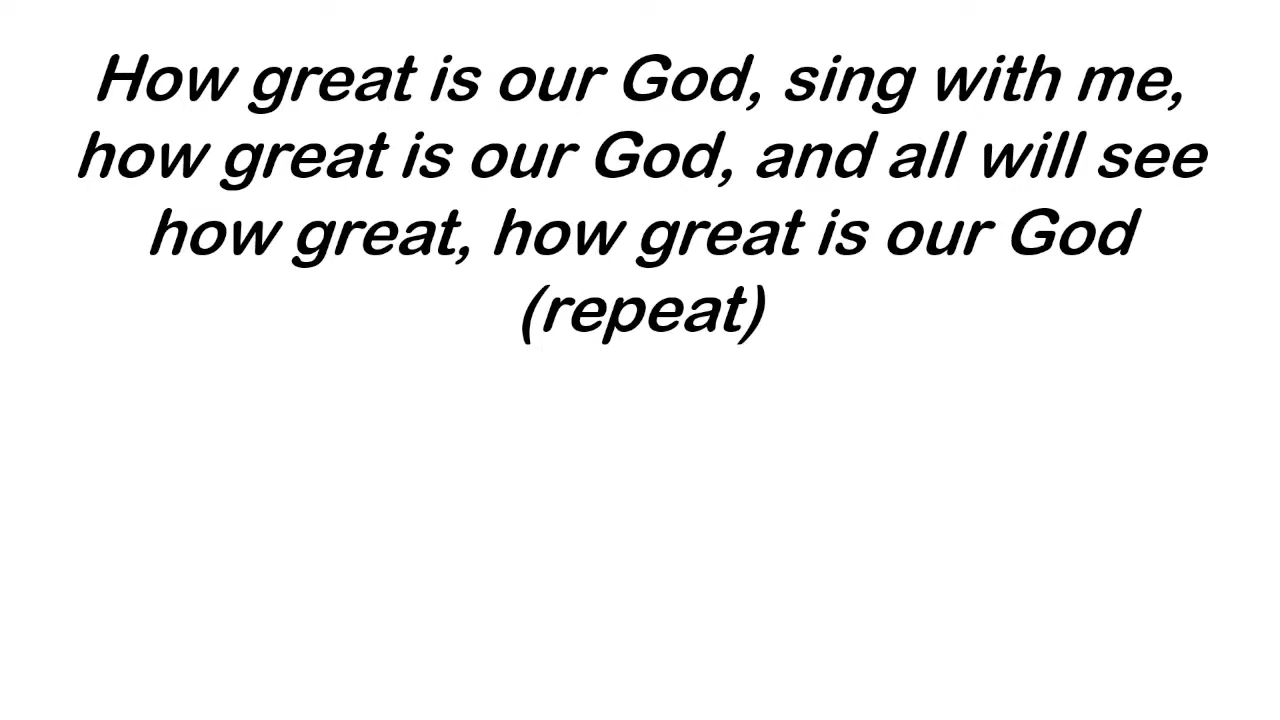 How great is our God, sing with me,
how great is our God, and all will see
how great, how great is our God
(repeat)